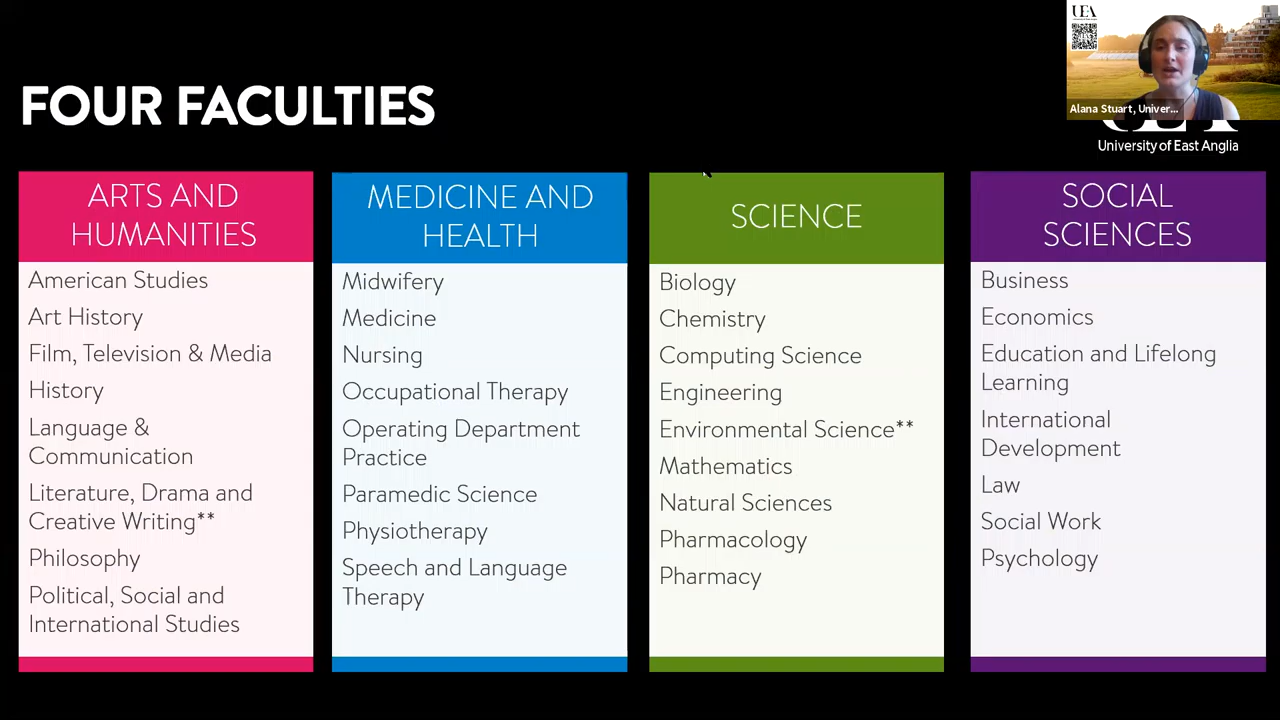 FOUR FACULTIES
UEA
Alana Stuart, Univer...
University of East Anglia
ARTS AND
HUMANITIES
American Studies
Art History
Film, Television & Media
History
Language &
Communication
Literature, Drama and
Creative Writing**
Philosophy
Political, Social and
International Studies
MEDICINE AND
HEALTH
Midwifery
Medicine
Nursing
Occupational Therapy
Operating Department
Practice
Paramedic Science
Physiotherapy
Speech and Language
Therapy
SCIENCE
Biology
Chemistry
Computing Science
Engineering
Environmental Science**
Mathematics
Natural Sciences
Pharmacology
Pharmacy
SOCIAL
SCIENCES
Business
Economics
Education and Lifelong
Learning
International
Development
Law
Social Work
Psychology